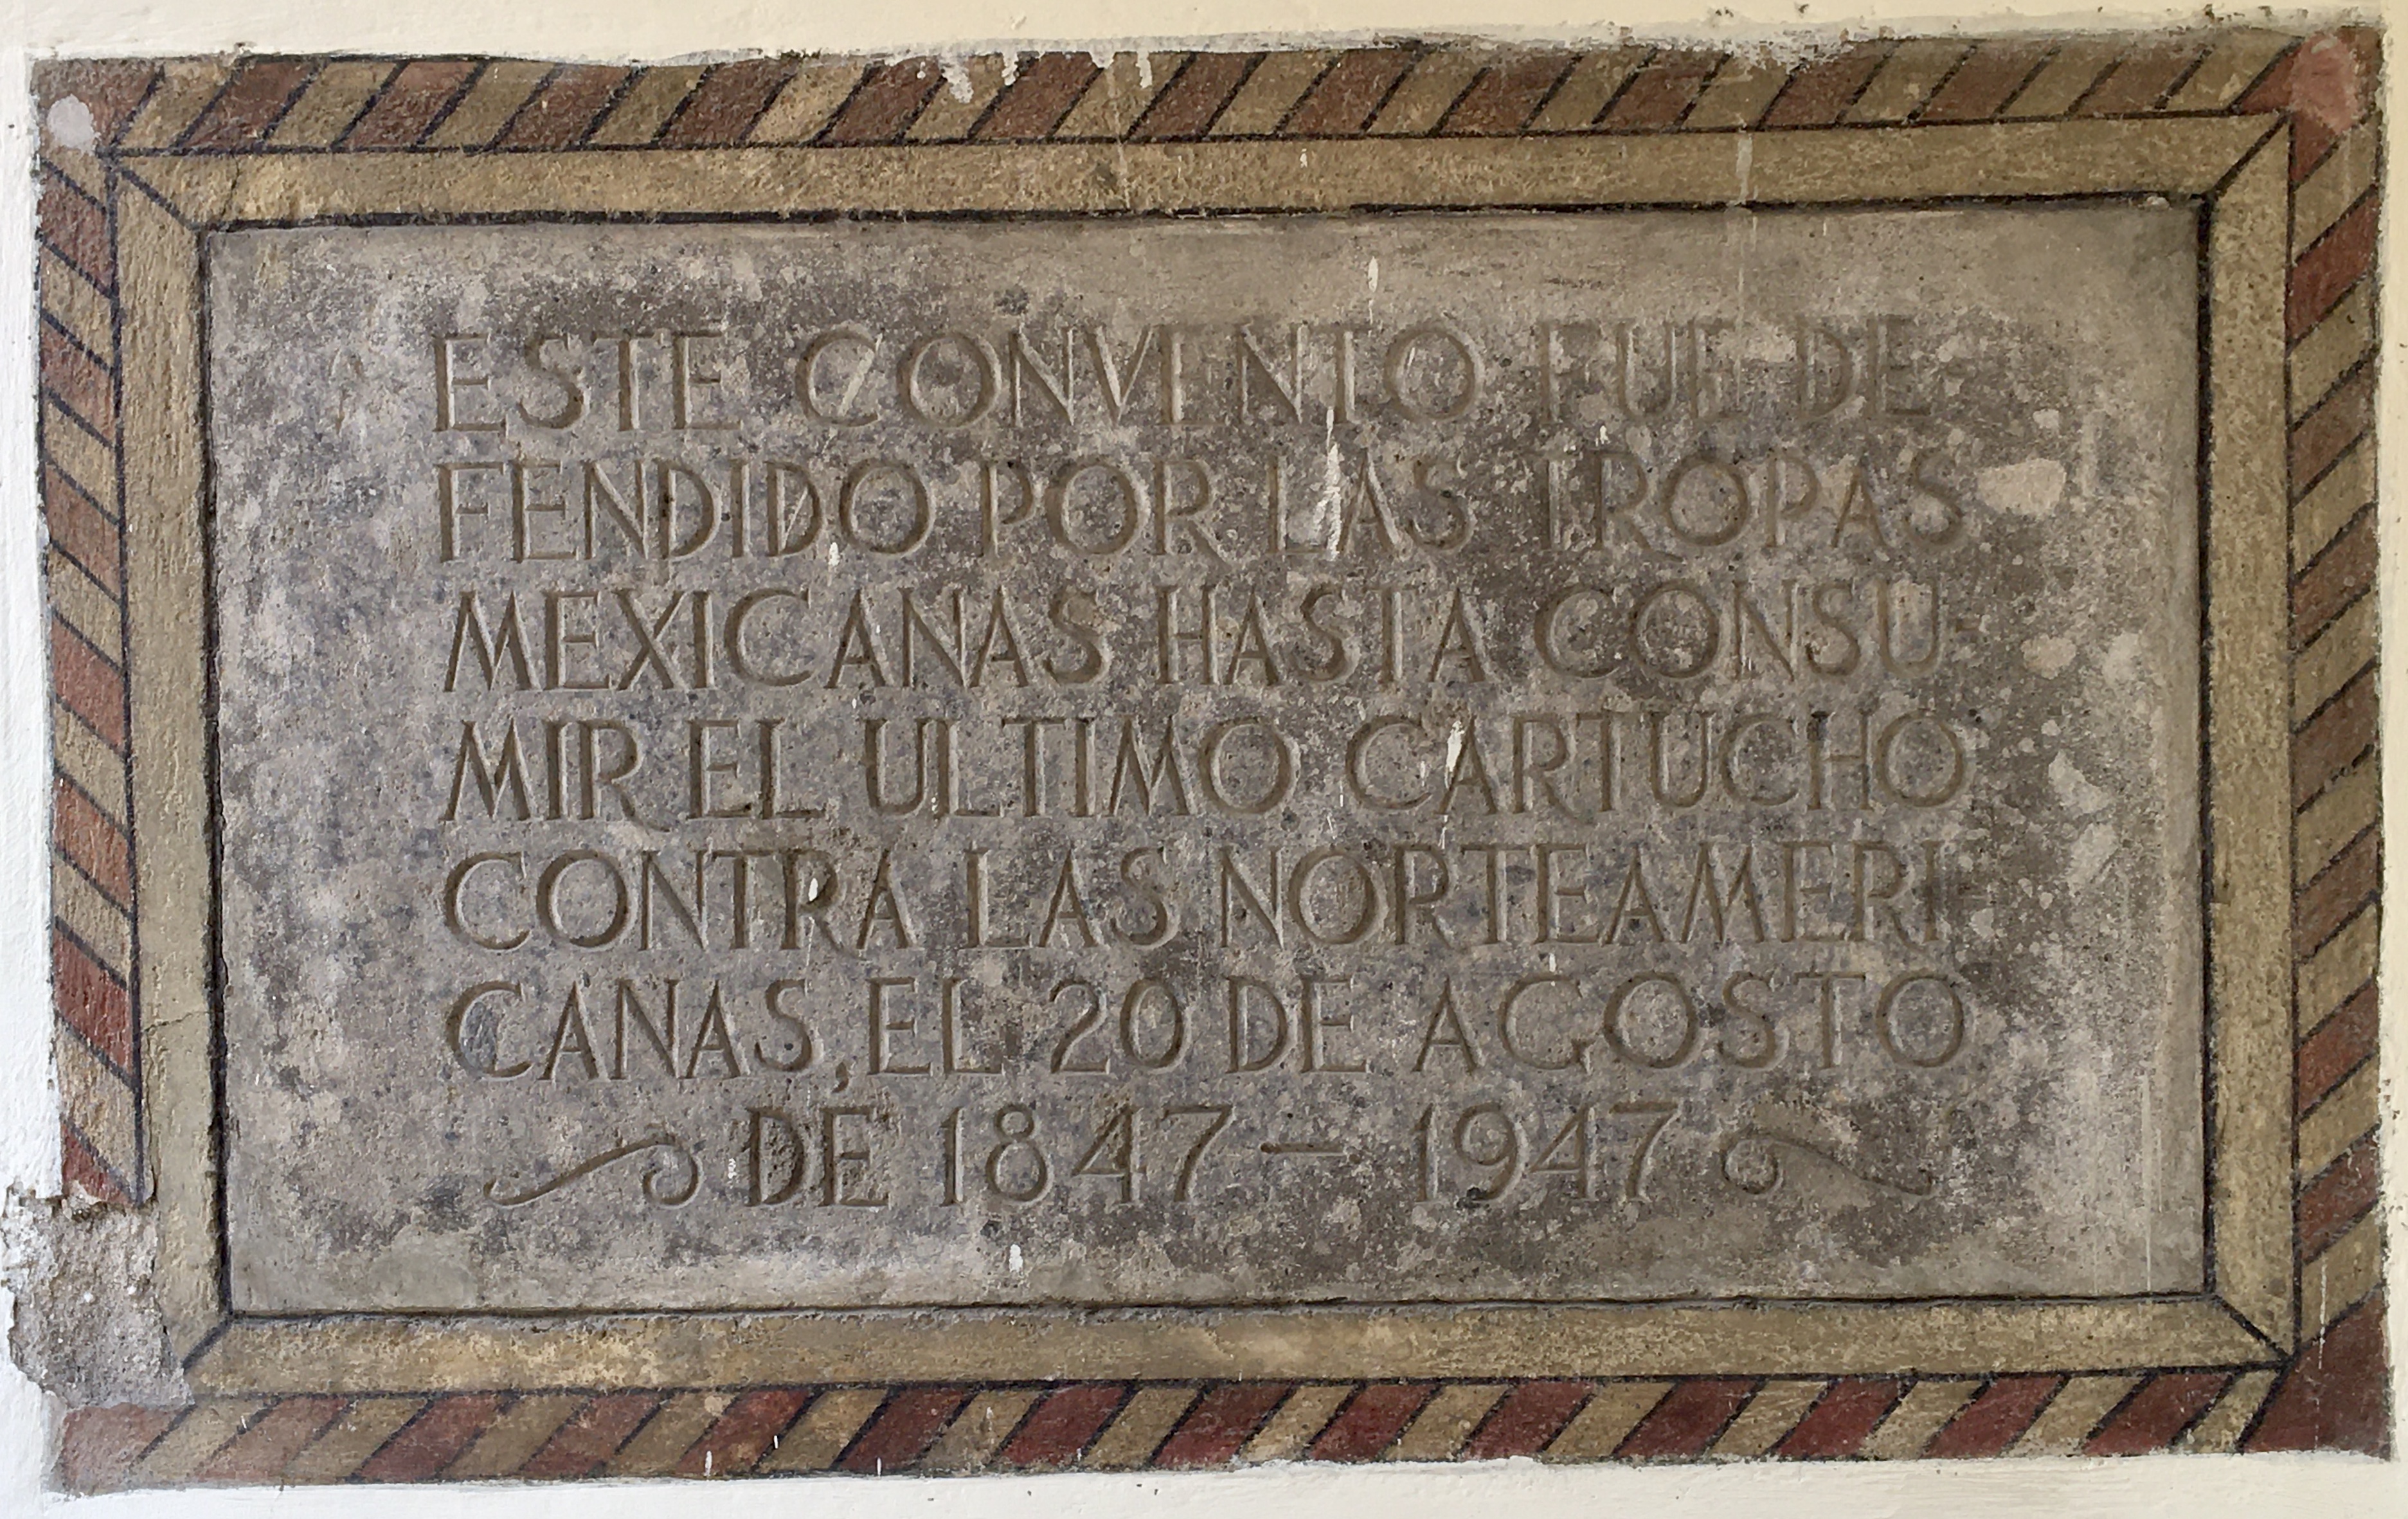 ESTE CONVENTO FUE DE-
FENDIDO POR LAS TROPAS
MEXICANAS HASTA CONSU-
MIR EL ULTIMO CARTUCHO
CONTRA LAS NORTEAMERI-
CANAS, EL 20 DE AGOSTO
DE 1847 — 1947